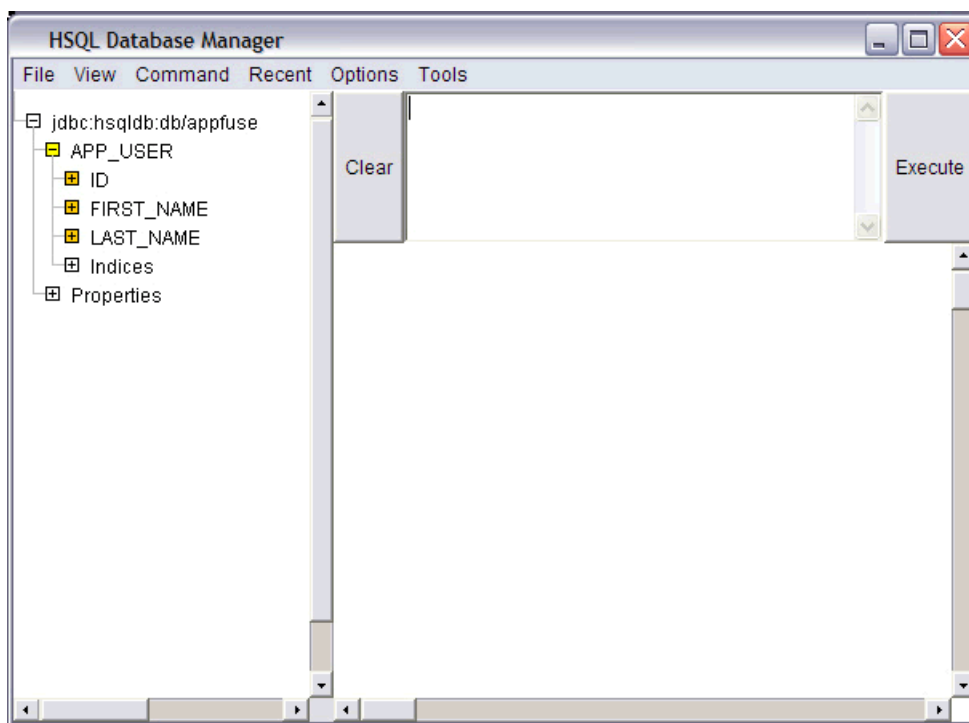 HSQL Database Manager
File View Command Recent Options Tools
jdbc:hsqldb:db/appfuse
APP_USER
ID
FIRST_NAME
LAST_NAME
Indices
Properties
Clear
Execute